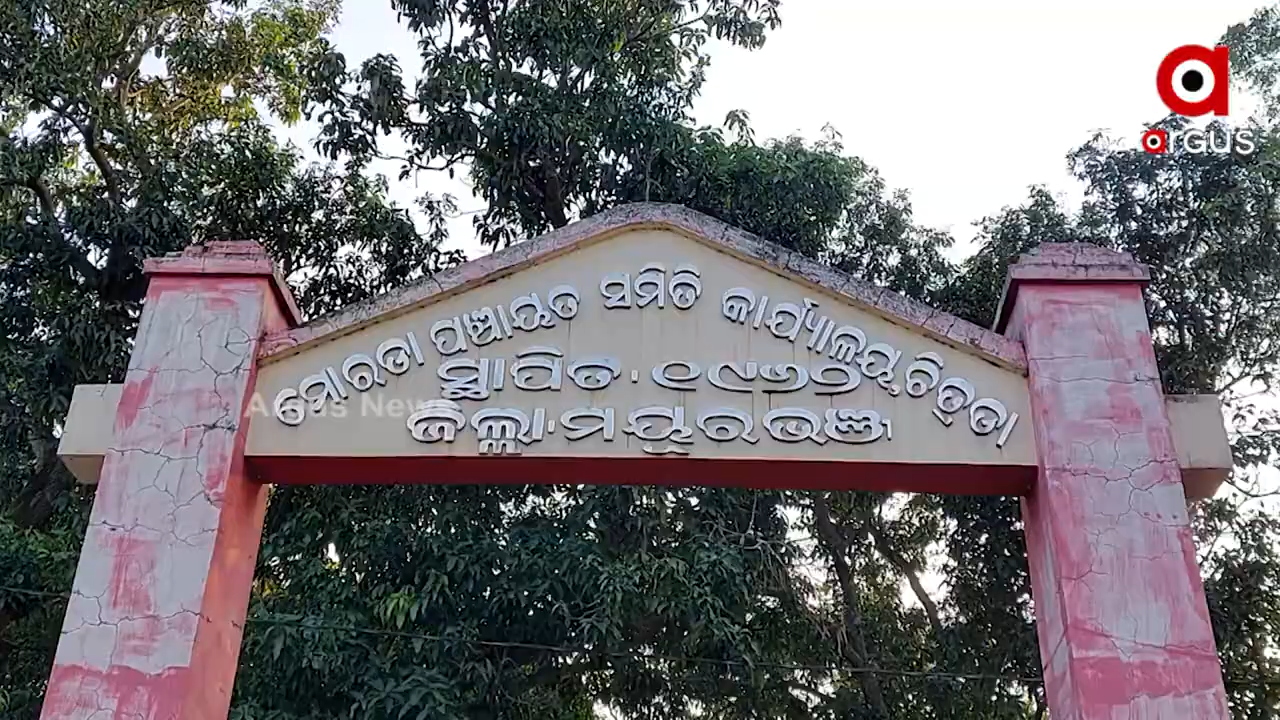 ମୋରଡା ପଞ୍ଚାୟତ ସମିତି କାର୍ଯ୍ୟାଳୟ, ଚିତ୍ରଡା
ସ୍ଥାପିତ - ୧୯୬୨
ଜିଲ୍ଲା - ମୟୂରଭଞ୍ଜ
argus
Argus News